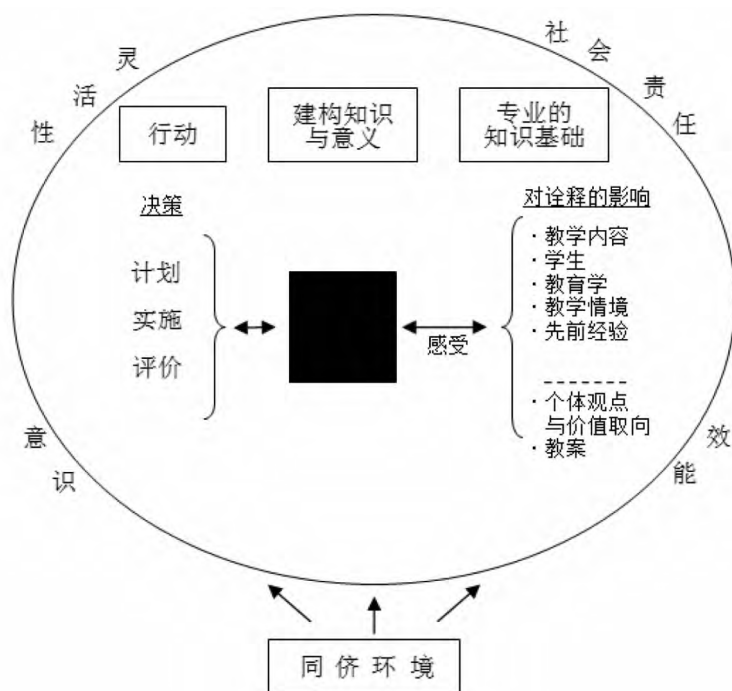 灵活性
社会责任
行动
建构知识
与意义
专业的
知识基础
决策
对诠释的影响
计划
实施
评价
感受
·教学内容
·学生
·教育学
·教学情境
·先前经验
·个体观点
与价值取向
·教案
意识
效能
同侪环境